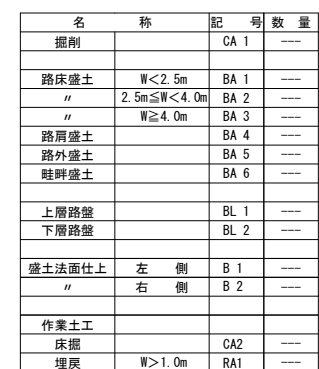 名 称 記 号 数 量
掘削 CA 1 ---
路床盛土 W<2.5m BA 1 ---
〃 2.5m≦W<4.0m BA 2 ---
〃 W≧4.0m BA 3 ---
路肩盛土 BA 4 ---
路外盛土 BA 5 ---
畦畔盛土 BA 6 ---
上層路盤 BL 1 ---
下層路盤 BL 2 ---
盛土法面仕上 左 側 B 1 ---
〃 右 側 B 2 ---
作業土工
床掘 CA2 ---
埋戻 W>1.0m RA1 ---